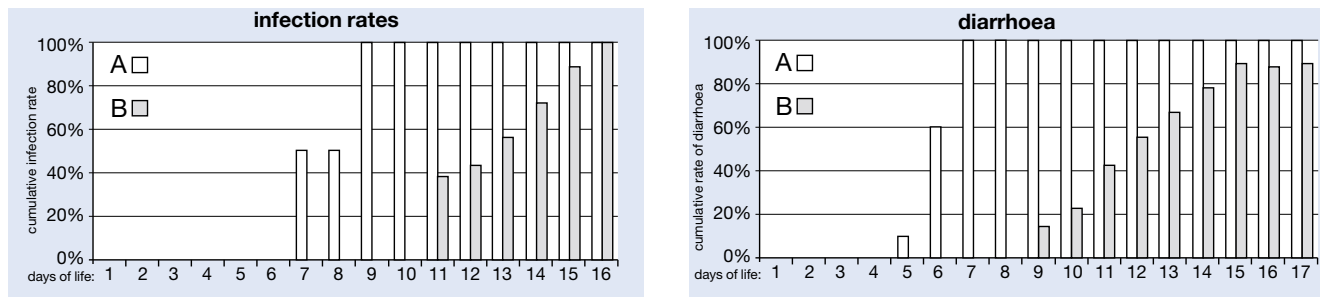 infection rates
100%
80%
60%
40%
20%
0%
cumulative infection rate
A
B
days of life: 1 2 3 4 5 6 7 8 9 10 11 12 13 14 15 16
diarrhoea
100%
80%
60%
40%
20%
0%
cumulative rate of diarrhoea
A
B
days of life: 1 2 3 4 5 6 7 8 9 10 11 12 13 14 15 16 17